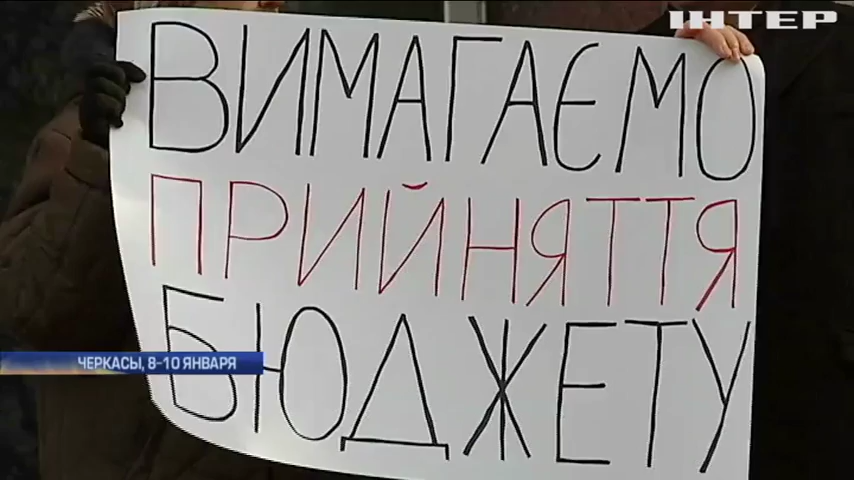 ІНТЕР
ВИМАГАЄМО
ПРИЙНЯТТЯ
БЮДЖЕТУ
ЧЕРКАСЫ, 8-10 ЯНВАРЯ